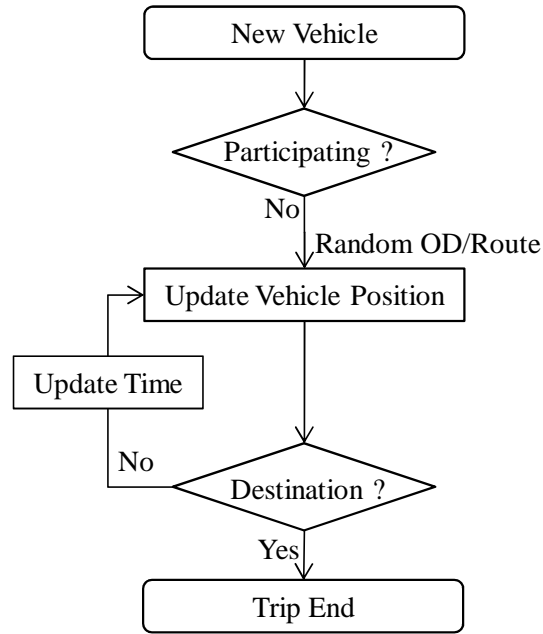 New Vehicle
Participating ?
No
Random OD/Route
Update Vehicle Position
Update Time
No
Destination ?
Yes
Trip End